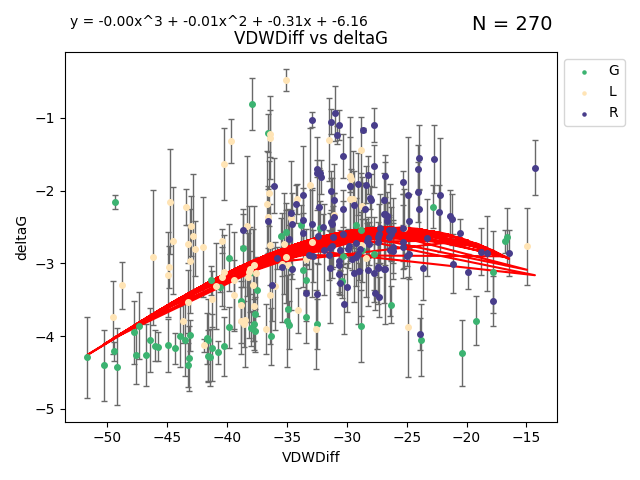 y = -0.00x^3 + -0.01x^2 + -0.31x + -6.16
N = 270
VDWDiff vs deltaG
G
L
R
−1
−2
−3
−4
−5
deltaG
−50 −45 −40 −35 −30 −25 −20 −15
VDWDiff